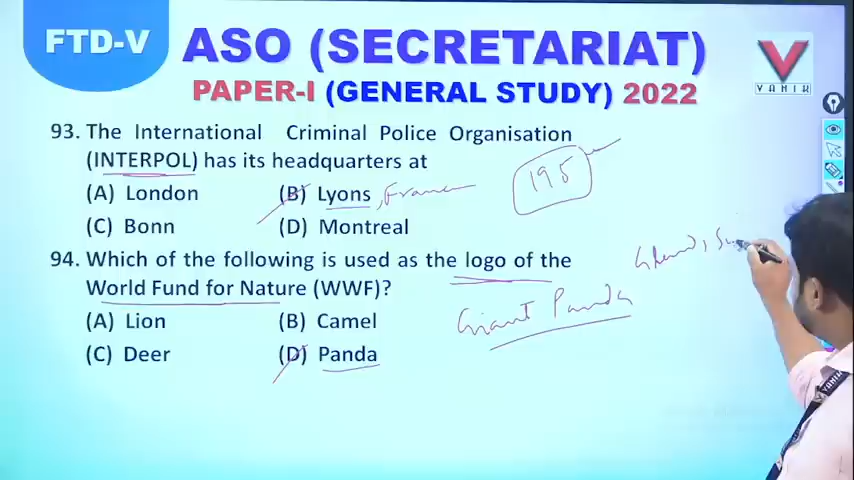 FTD-V
ASO (SECRETARIAT)
PAPER-I (GENERAL STUDY) 2022
VAHIK
93. The International Criminal Police Organisation
(INTERPOL) has its headquarters at
195
(A) London (B) Lyons , France
(C) Bonn (D) Montreal
94. Which of the following is used as the logo of the
World Fund for Nature (WWF)?
(A) Lion (B) Camel
Giant Panda
(C) Deer (D) Panda